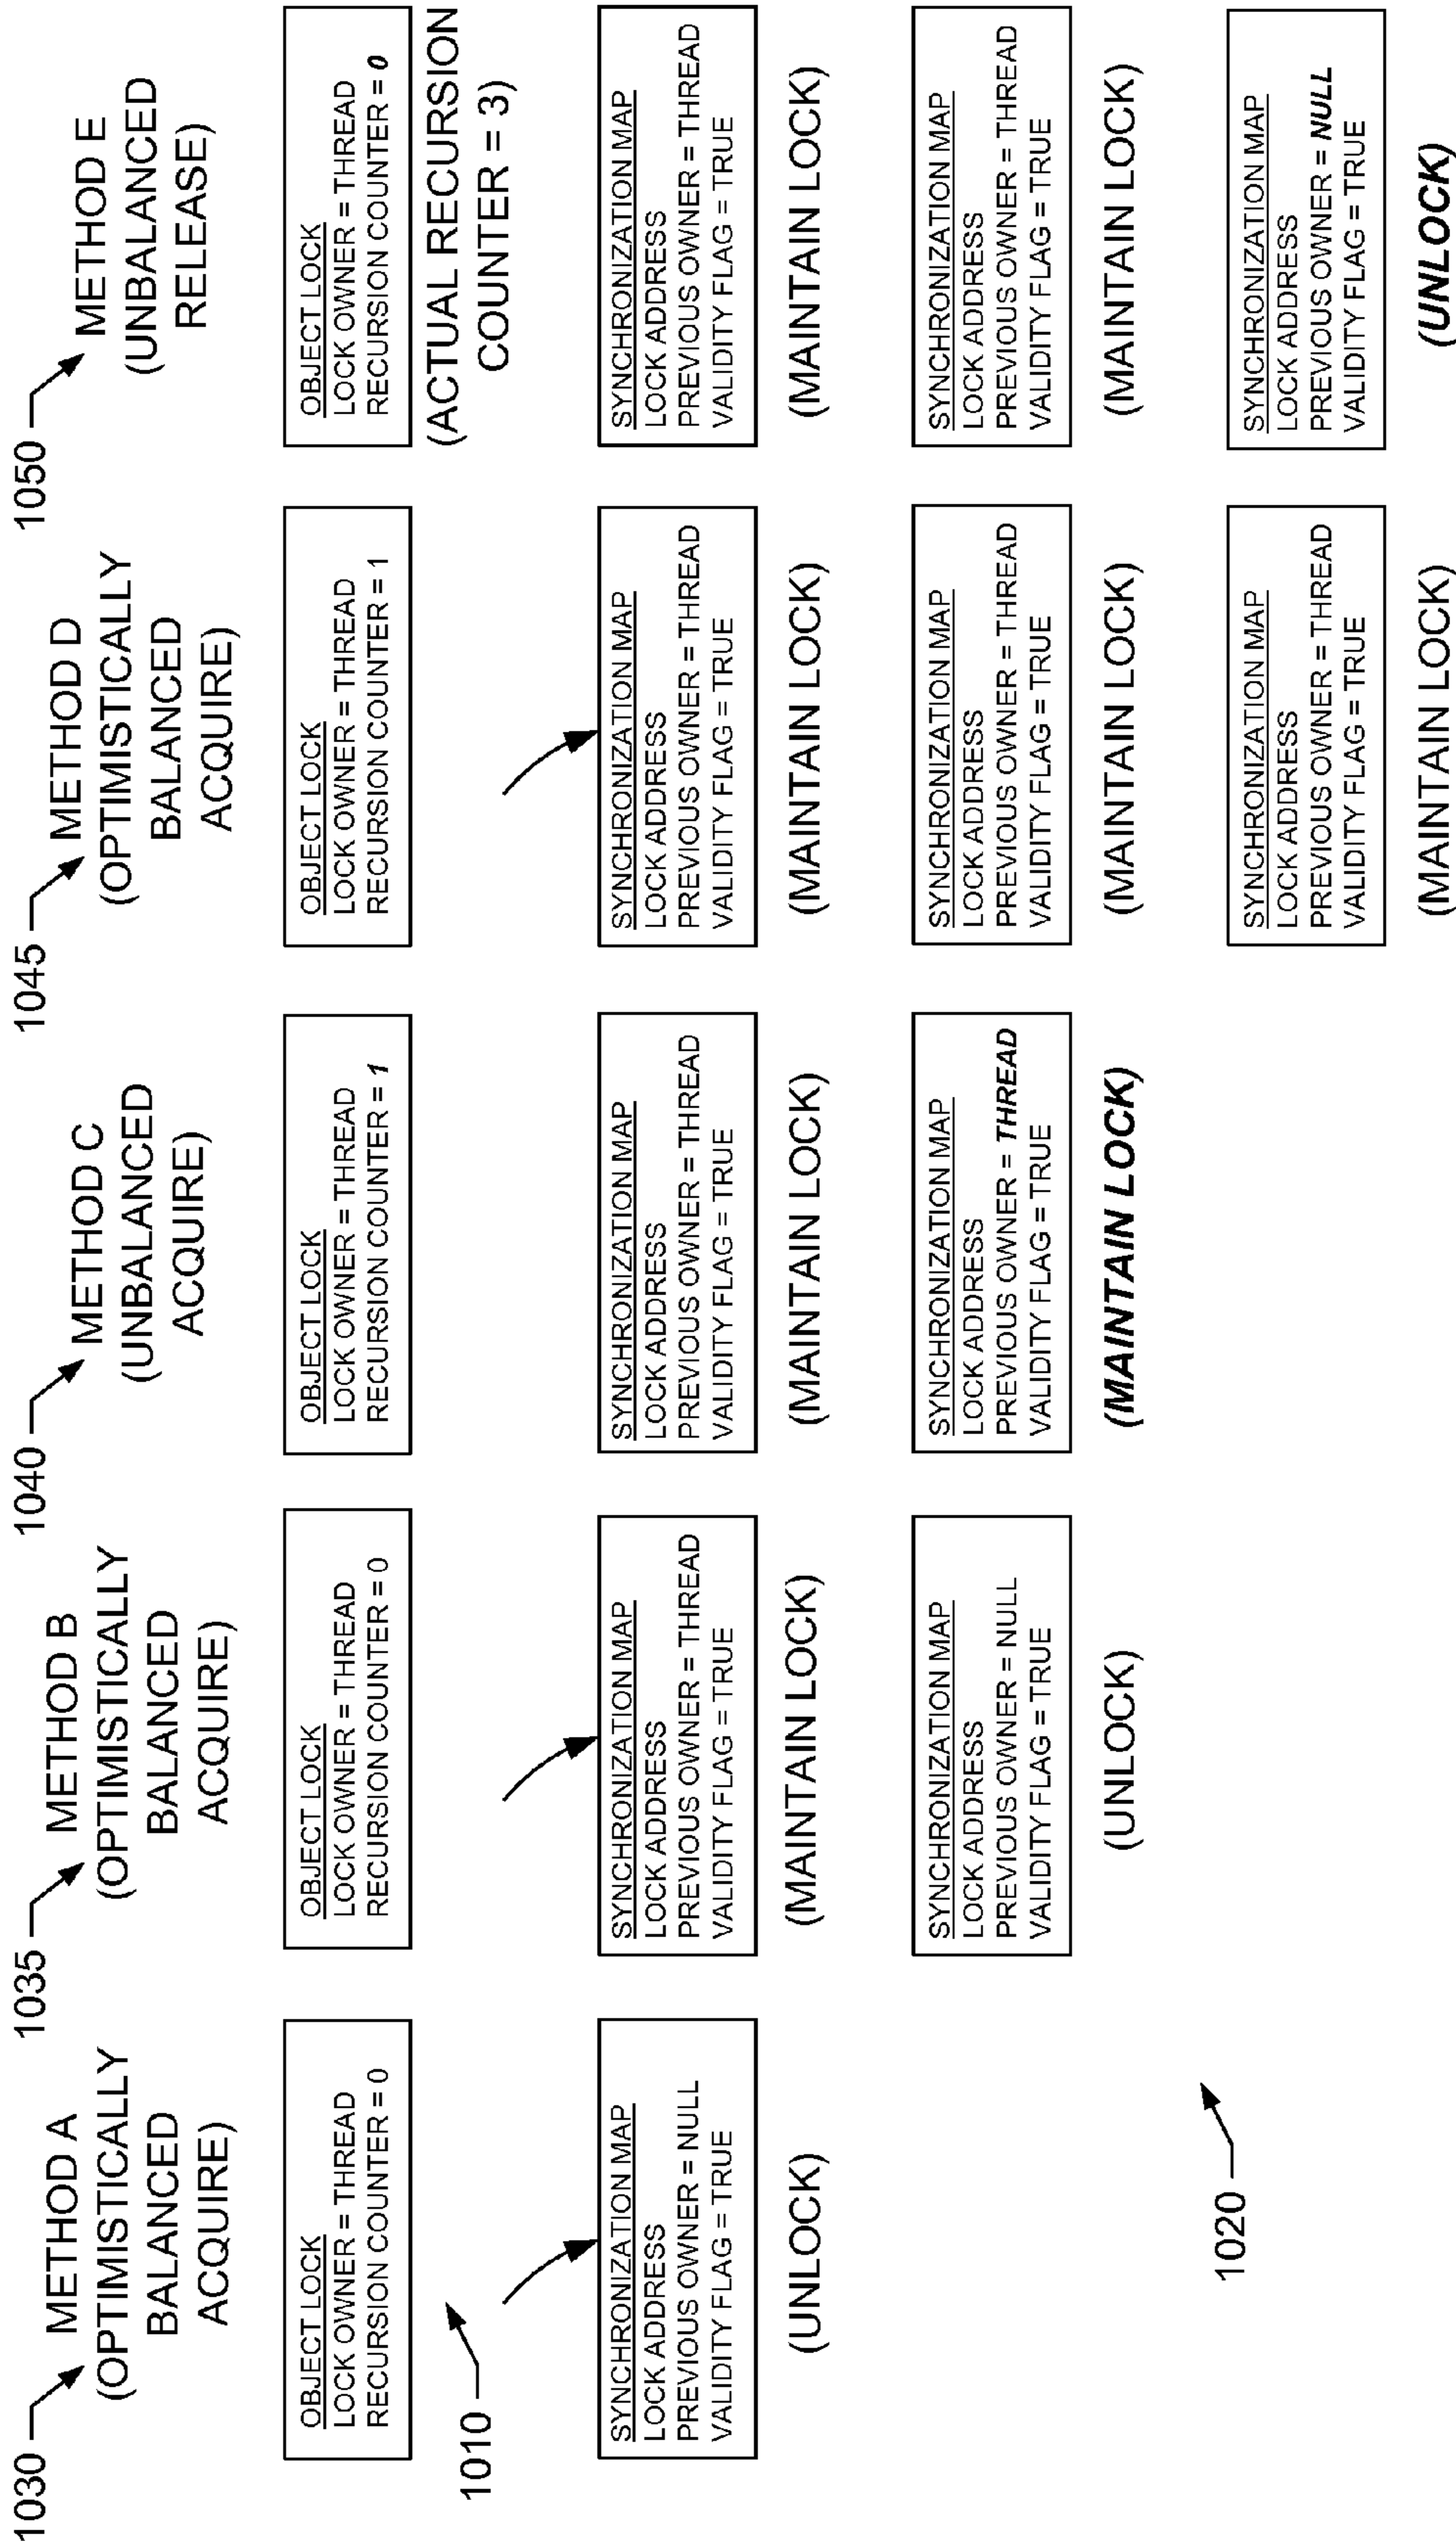 1030
METHOD A
(OPTIMISTICALLY
BALANCED
ACQUIRE)
OBJECT LOCK
LOCK OWNER = THREAD
RECURSION COUNTER = 0
1010
SYNCHRONIZATION MAP
LOCK ADDRESS
PREVIOUS OWNER = NULL
VALIDITY FLAG = TRUE
(UNLOCK)
1035
METHOD B
(OPTIMISTICALLY
BALANCED
ACQUIRE)
OBJECT LOCK
LOCK OWNER = THREAD
RECURSION COUNTER = 0
SYNCHRONIZATION MAP
LOCK ADDRESS
PREVIOUS OWNER = THREAD
VALIDITY FLAG = TRUE
(MAINTAIN LOCK)
SYNCHRONIZATION MAP
LOCK ADDRESS
PREVIOUS OWNER = NULL
VALIDITY FLAG = TRUE
(UNLOCK)
1040
METHOD C
(UNBALANCED
ACQUIRE)
OBJECT LOCK
LOCK OWNER = THREAD
RECURSION COUNTER = 1
SYNCHRONIZATION MAP
LOCK ADDRESS
PREVIOUS OWNER = THREAD
VALIDITY FLAG = TRUE
(MAINTAIN LOCK)
SYNCHRONIZATION MAP
LOCK ADDRESS
PREVIOUS OWNER = THREAD
VALIDITY FLAG = TRUE
(MAINTAIN LOCK)
1045
METHOD D
(OPTIMISTICALLY
BALANCED
ACQUIRE)
OBJECT LOCK
LOCK OWNER = THREAD
RECURSION COUNTER = 1
SYNCHRONIZATION MAP
LOCK ADDRESS
PREVIOUS OWNER = THREAD
VALIDITY FLAG = TRUE
(MAINTAIN LOCK)
SYNCHRONIZATION MAP
LOCK ADDRESS
PREVIOUS OWNER = THREAD
VALIDITY FLAG = TRUE
(MAINTAIN LOCK)
SYNCHRONIZATION MAP
LOCK ADDRESS
PREVIOUS OWNER = THREAD
VALIDITY FLAG = TRUE
(MAINTAIN LOCK)
1050
METHOD E
(UNBALANCED
RELEASE)
OBJECT LOCK
LOCK OWNER = THREAD
RECURSION COUNTER = 0
(ACTUAL RECURSION
COUNTER = 3)
SYNCHRONIZATION MAP
LOCK ADDRESS
PREVIOUS OWNER = THREAD
VALIDITY FLAG = TRUE
(MAINTAIN LOCK)
SYNCHRONIZATION MAP
LOCK ADDRESS
PREVIOUS OWNER = THREAD
VALIDITY FLAG = TRUE
(MAINTAIN LOCK)
SYNCHRONIZATION MAP
LOCK ADDRESS
PREVIOUS OWNER = NULL
VALIDITY FLAG = TRUE
(UNLOCK)
1020